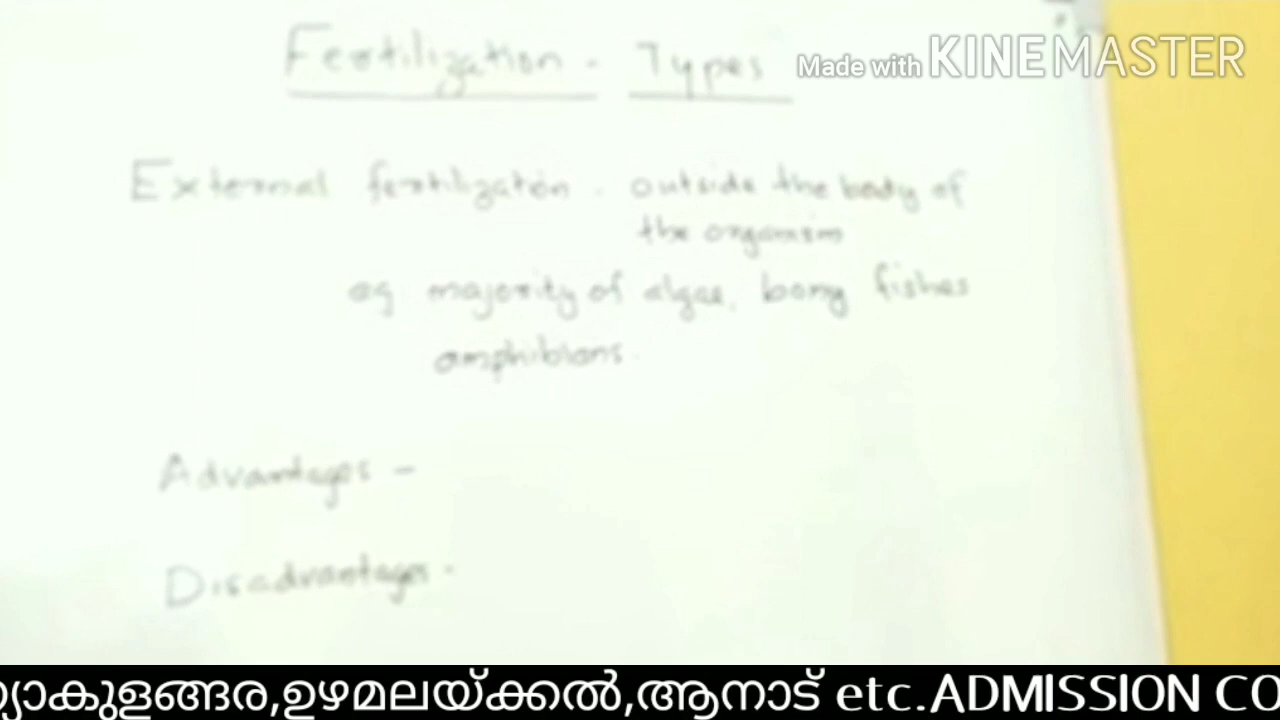 Fertilization - Types
Made with KINEMASTER
External fertilization - outside the body of
the organism
eg majority of algae, bony fishes
amphibians.
Advantages -
Disadvantages -
്യാകുളങ്ങര,ഉഴമലയ്ക്കൽ,ആനാട് etc.ADMISSION CO